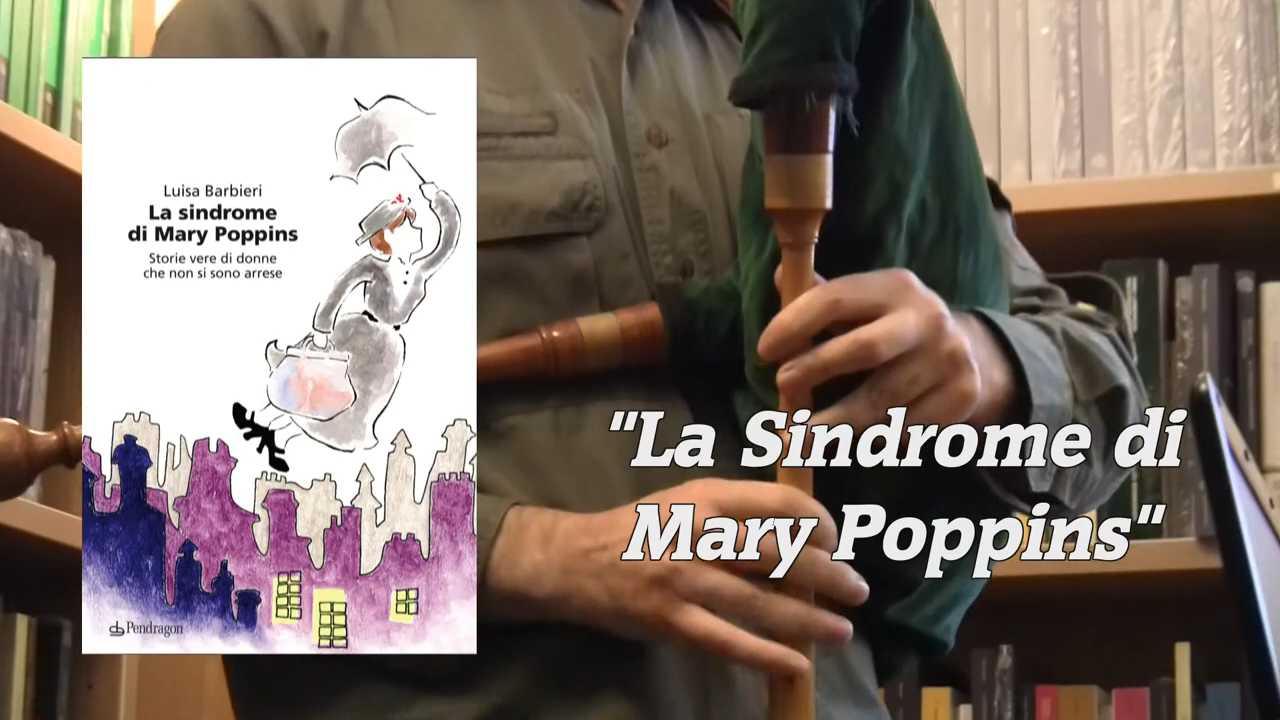 Luisa Barbieri
La sindrome
di Mary Poppins
Storie vere di donne
che non si sono arrese
Pendragon
"La Sindrome di
Mary Poppins"